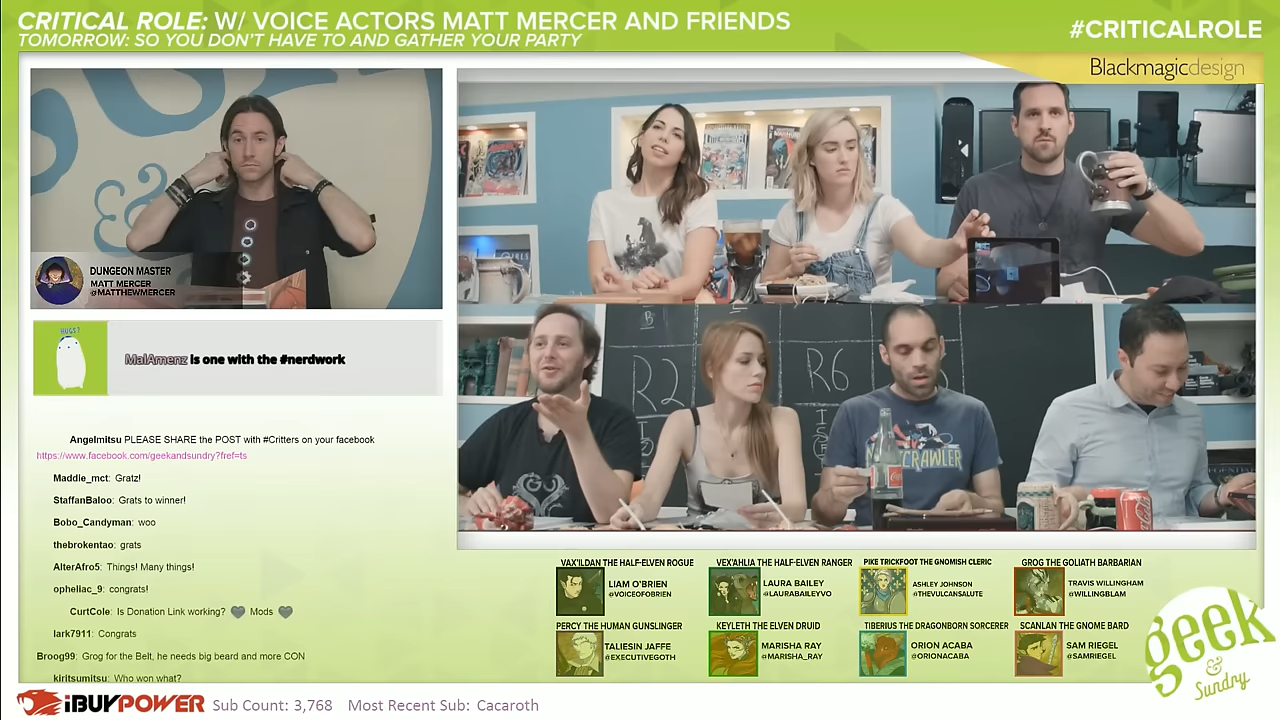 CRITICAL ROLE: W/ VOICE ACTORS MATT MERCER AND FRIENDS
TOMORROW: SO YOU DON'T HAVE TO AND GATHER YOUR PARTY
#CRITICALROLE
Blackmagicdesign
DUNGEON MASTER
MATT MERCER
@MATTHEWMERCER
HUGS?
MalAmenz is one with the #nerdwork
Angelmitsu PLEASE SHARE the POST with #Critters on your facebook
https://www.facebook.com/geekandsundry?fref=ts
Maddie_mct: Gratz!
StaffanBaloo: Grats to winner!
Bobo_Candyman: woo
thebrokentao: grats
AlterAfro5: Things! Many things!
opheliac_9: congrats!
CurtCole: Is Donation Link working? Mods
lark7911: Congrats
Broog99: Grog for the Belt, he needs big beard and more CON
kiritsumitsu: Who won what?
B
R2
R6
CRAWLER
VAX'ILDAN THE HALF-ELVEN ROGUE
LIAM O'BRIEN
@VOICEOFOBRIEN
VEX'AHLIA THE HALF-ELVEN RANGER
LAURA BAILEY
@LAURABAILEYVO
PIKE TRICKFOOT THE GNOMISH CLERIC
ASHLEY JOHNSON
@THEVULCANSALUTE
GROG THE GOLIATH BARBARIAN
TRAVIS WILLINGHAM
@WILLINGBLAM
PERCY THE HUMAN GUNSLINGER
TALIESIN JAFFE
@EXECUTIVEGOTH
KEYLETH THE ELVEN DRUID
MARISHA RAY
@MARISHA_RAY
TIBERIUS THE DRAGONBORN SORCERER
ORION ACABA
@ORIONACABA
SCANLAN THE GNOME BARD
SAM RIEGEL
@SAMRIEGEL
geek
&
Sundry
iBUYPOWER Sub Count: 3,768 Most Recent Sub: Cacaroth